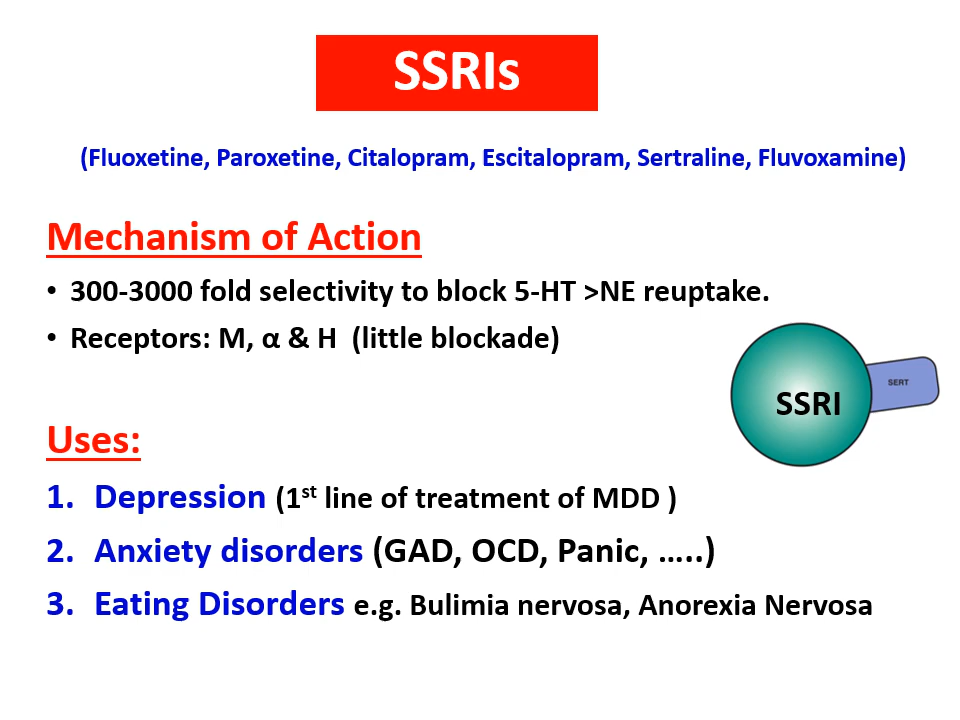 SSRIs
(Fluoxetine, Paroxetine, Citalopram, Escitalopram, Sertraline, Fluvoxamine)
Mechanism of Action
• 300-3000 fold selectivity to block 5-HT >NE reuptake.
• Receptors: M, α & H (little blockade)
SERT
SSRI
Uses:
1. Depression (1st line of treatment of MDD )
2. Anxiety disorders (GAD, OCD, Panic, …..)
3. Eating Disorders e.g. Bulimia nervosa, Anorexia Nervosa